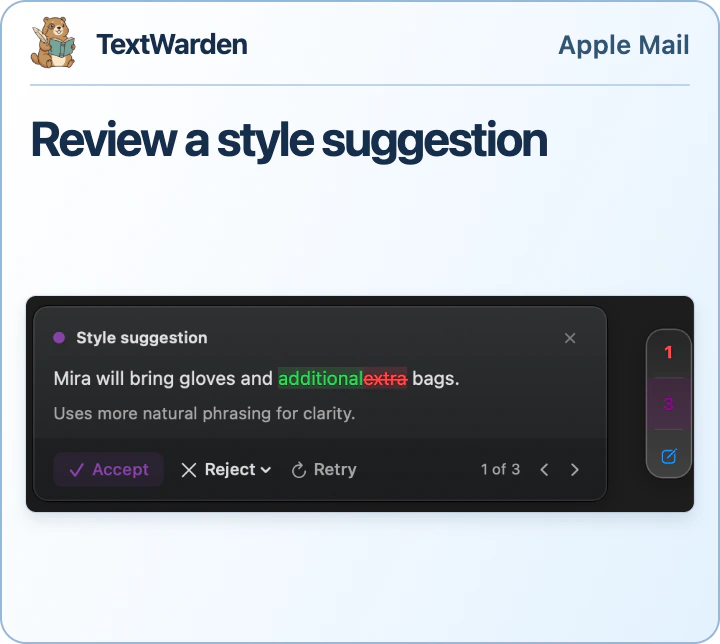 TextWarden
Apple Mail
Review a style suggestion
Style suggestion
1
Mira will bring gloves and additionalextra bags.
3
Uses more natural phrasing for clarity.
Accept
Reject
Retry
1 of 3